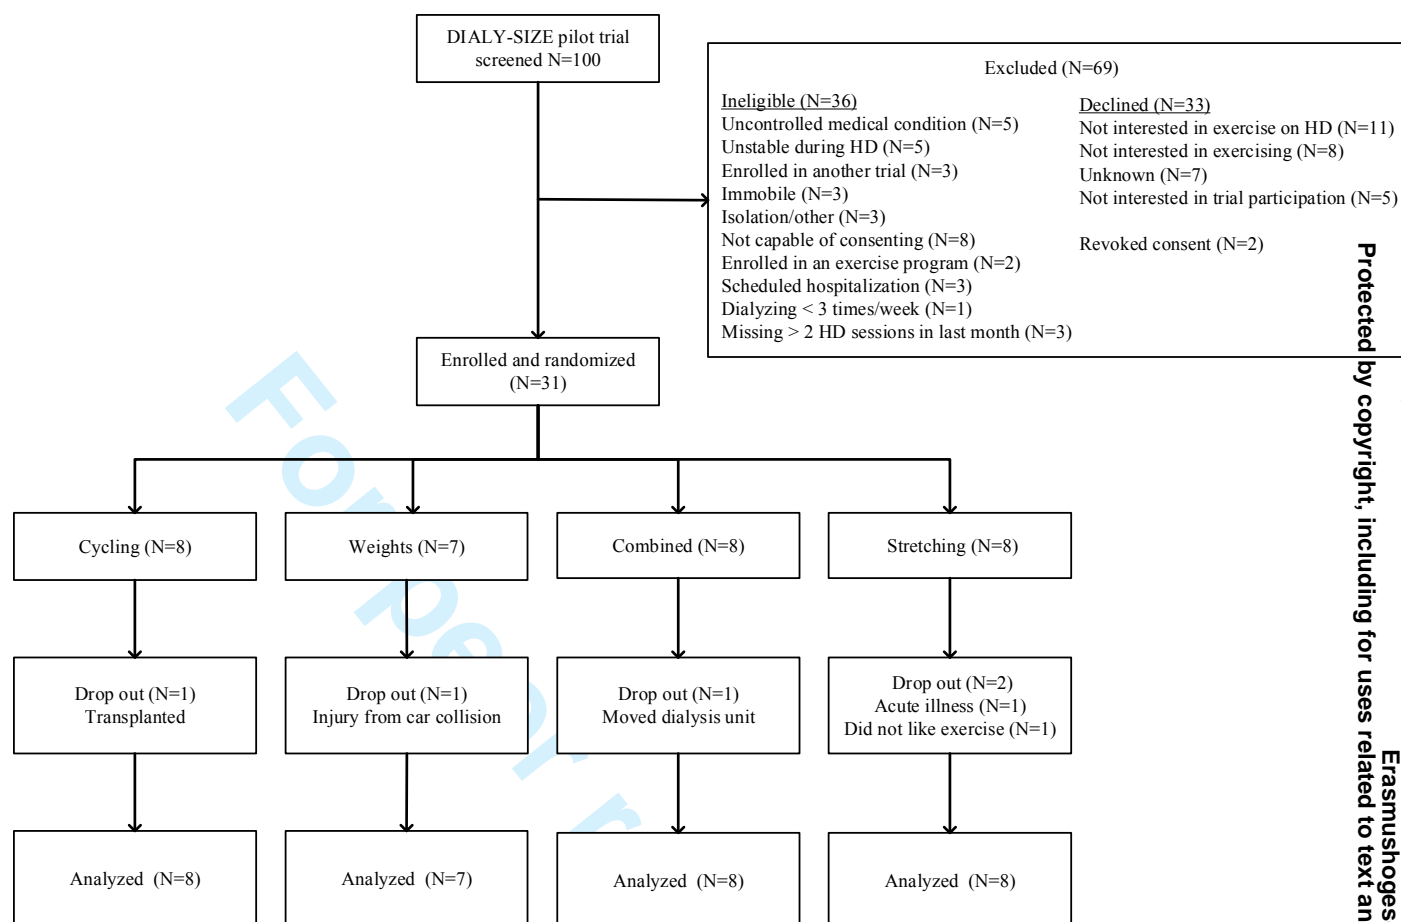 DIALY-SIZE pilot trial
screened N=100
Excluded (N=69)
Ineligible (N=36)
Uncontrolled medical condition (N=5)
Unstable during HD (N=5)
Enrolled in another trial (N=3)
Immobile (N=3)
Isolation/other (N=3)
Not capable of consenting (N=8)
Enrolled in an exercise program (N=2)
Scheduled hospitalization (N=3)
Dialyzing < 3 times/week (N=1)
Missing > 2 HD sessions in last month (N=3)
Declined (N=33)
Not interested in exercise on HD (N=11)
Not interested in exercising (N=8)
Unknown (N=7)
Not interested in trial participation (N=5)
Revoked consent (N=2)
Enrolled and randomized
(N=31)
Cycling (N=8)
Weights (N=7)
Combined (N=8)
Stretching (N=8)
Drop out (N=1)
Transplanted
Drop out (N=1)
Injury from car collision
Drop out (N=1)
Moved dialysis unit
Drop out (N=2)
Acute illness (N=1)
Did not like exercise (N=1)
Analyzed (N=8)
Analyzed (N=7)
Analyzed (N=8)
Analyzed (N=8)
For peer r
Protected by copyright, including for uses related to text an
Erasmushoges